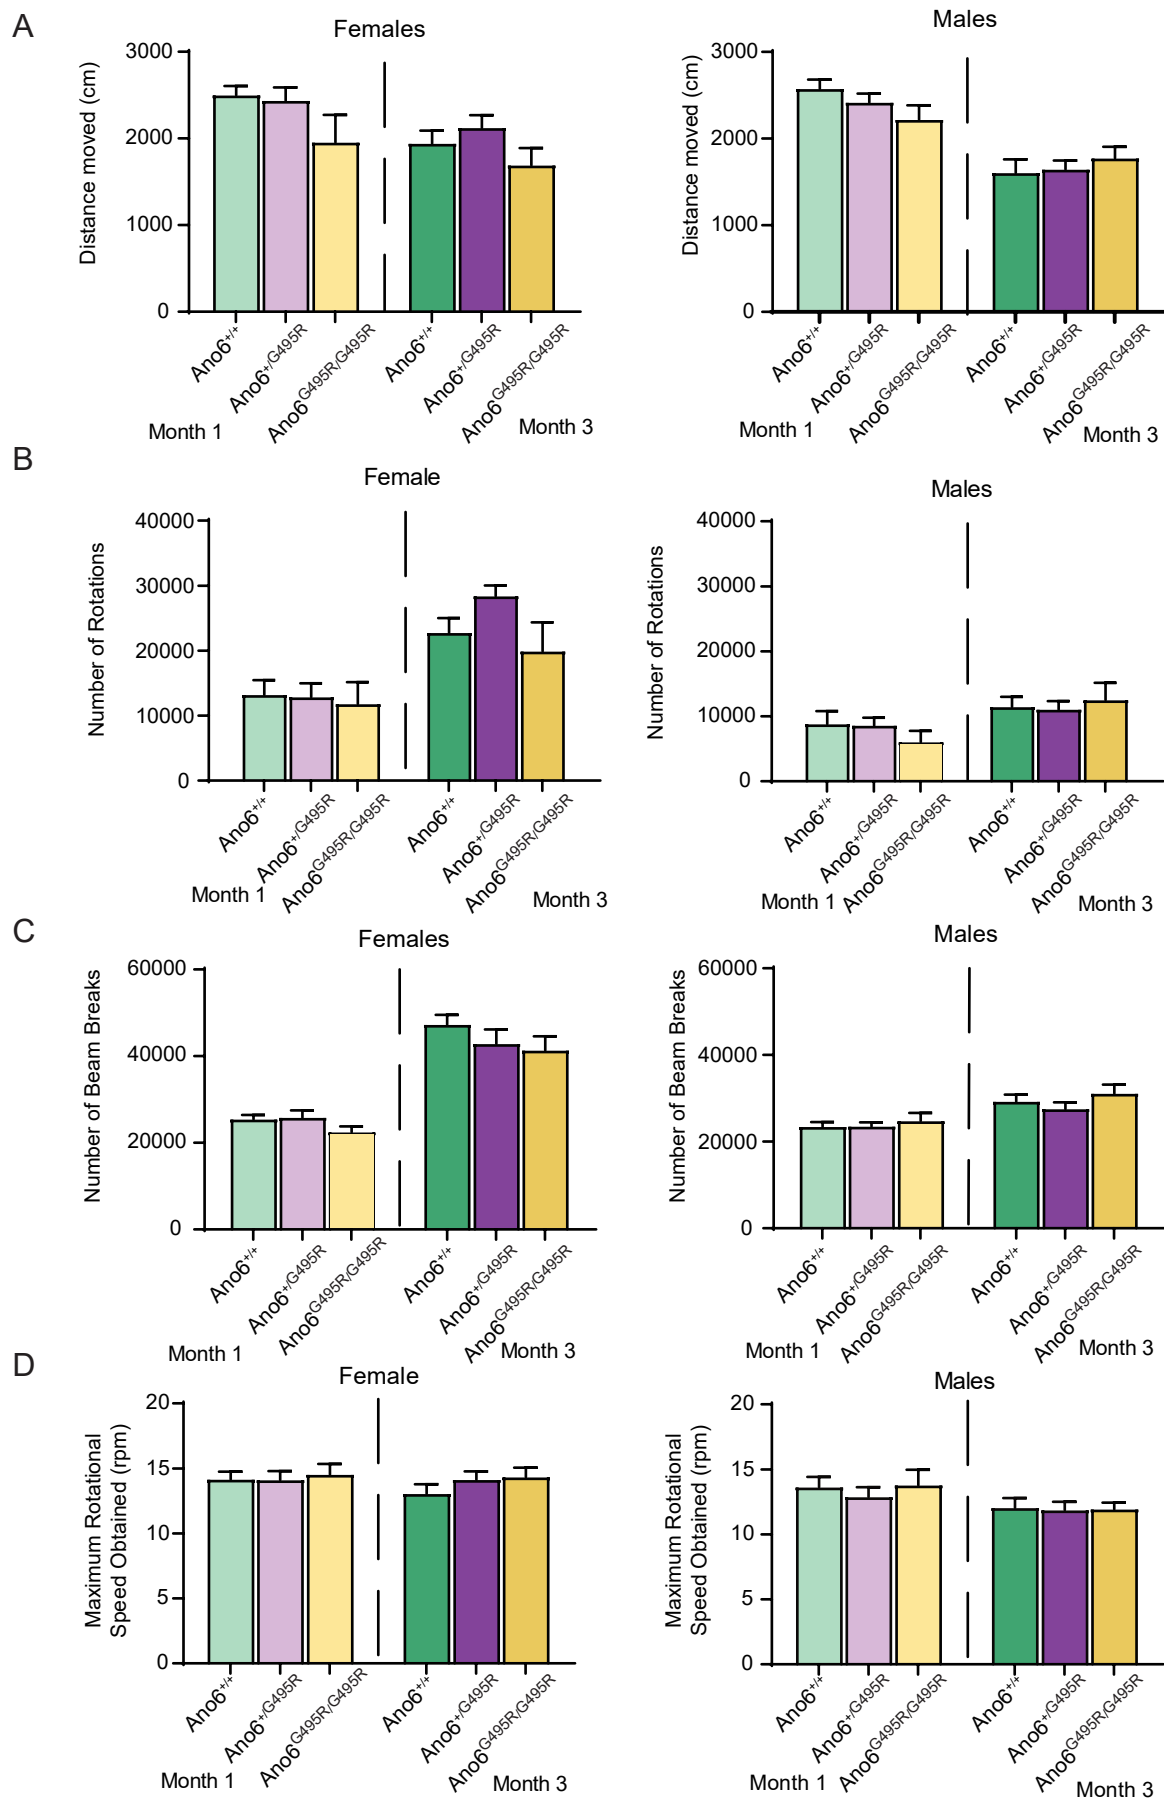 A
Females
Males
Distance moved (cm)
3000
2000
1000
0
Ano6+/+
Ano6+/G495R
Ano6G495R/G495R
Ano6+/+
Ano6+/G495R
Ano6G495R/G495R
Month 1
Month 3
Distance moved (cm)
3000
2000
1000
0
Ano6+/+
Ano6+/G495R
Ano6G495R/G495R
Ano6+/+
Ano6+/G495R
Ano6G495R/G495R
Month 1
Month 3
B
Female
Males
Number of Rotations
40000
30000
20000
10000
0
Ano6+/+
Ano6+/G495R
Ano6G495R/G495R
Ano6+/+
Ano6+/G495R
Ano6G495R/G495R
Month 1
Month 3
Number of Rotations
40000
30000
20000
10000
0
Ano6+/+
Ano6+/G495R
Ano6G495R/G495R
Ano6+/+
Ano6+/G495R
Ano6G495R/G495R
Month 1
Month 3
C
Females
Males
Number of Beam Breaks
60000
40000
20000
0
Ano6+/+
Ano6+/G495R
Ano6G495R/G495R
Ano6+/+
Ano6+/G495R
Ano6G495R/G495R
Month 1
Month 3
Number of Beam Breaks
60000
40000
20000
0
Ano6+/+
Ano6+/G495R
Ano6G495R/G495R
Ano6+/+
Ano6+/G495R
Ano6G495R/G495R
Month 1
Month 3
D
Female
Males
Maximum Rotational
Speed Obtained (rpm)
20
15
10
5
0
Ano6+/+
Ano6+/G495R
Ano6G495R/G495R
Ano6+/+
Ano6+/G495R
Ano6G495R/G495R
Month 1
Month 3
Maximum Rotational
Speed Obtained (rpm)
20
15
10
5
0
Ano6+/+
Ano6+/G495R
Ano6G495R/G495R
Ano6+/+
Ano6+/G495R
Ano6G495R/G495R
Month 1
Month 3